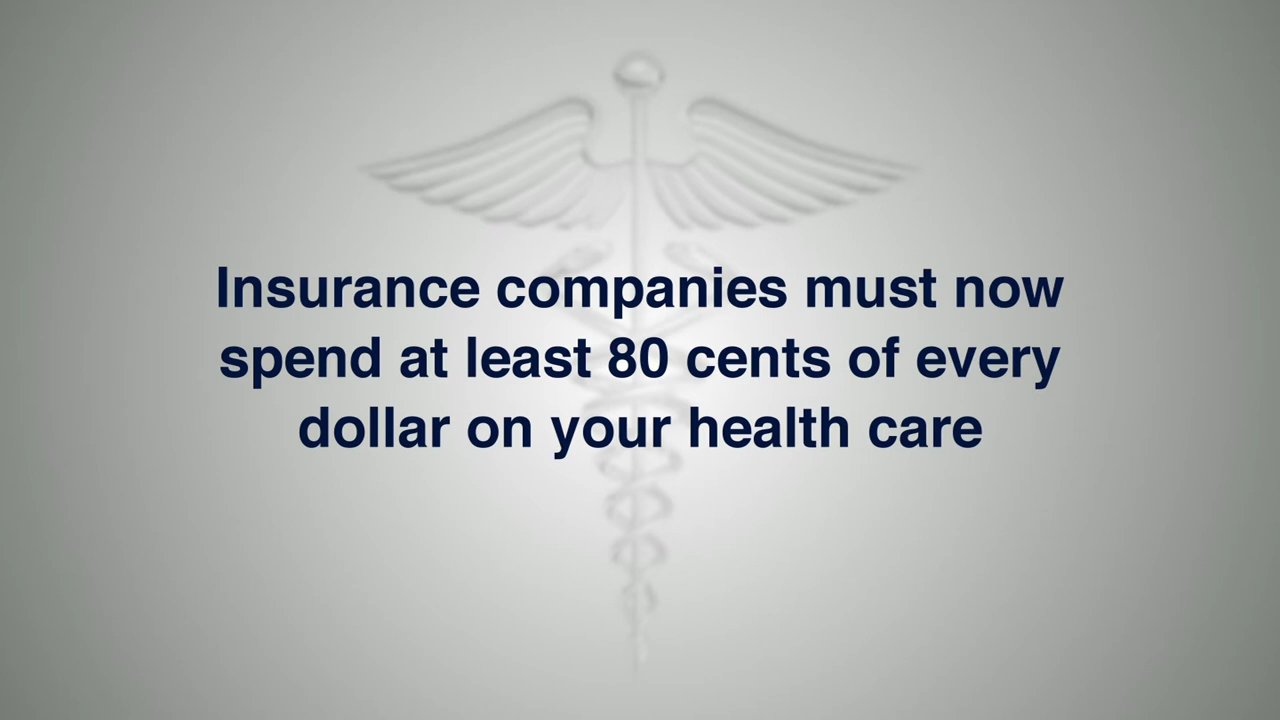 Insurance companies must now
spend at least 80 cents of every
dollar on your health care